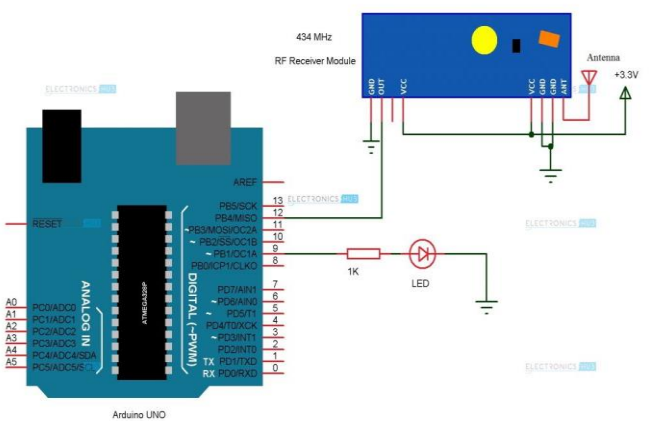 434 MHz
RF Receiver Module
Antenna
+3.3V
GND
OUT
VCC
VCC
GND
GND
ANT
ELECTRONICS HUB
AREF
PB5/SCK 13
ELECTRONICS HUB
PB4/MISO 12
~PB3/MOSI/OC2A 11
~ PB2/SS/OC1B 10
~ PB1/OC1A 9
PB0/ICP1/CLKO 8
RESET
ELECTRONICS HUB
1K
LED
PD7/AIN1 7
~ PD6/AIN0 6
~ PD5/T1 5
PD4/T0/XCK 4
~ PD3/INT1 3
PD2/INT0 2
TX PD1/TXD 1
RX PD0/RXD 0
ATMEGA328P
ANALOG IN
DIGITAL (~PWM)
A0 PC0/ADC0
A1 PC1/ADC1
A2 PC2/ADC2
A3 PC3/ADC3
A4 PC4/ADC4/SDA
A5 PC5/ADC5/SCL
ELECTRONICS HUB
Arduino UNO